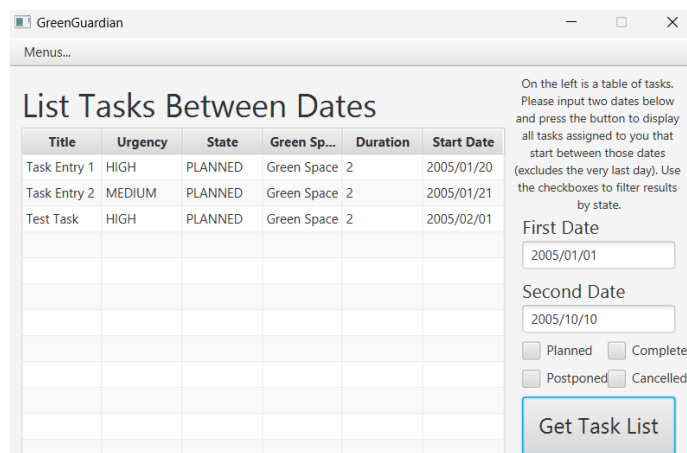 GreenGuardian
Menus...
List Tasks Between Dates
Title Urgency State Green Sp... Duration Start Date
Task Entry 1 HIGH PLANNED Green Space 2 2005/01/20
Task Entry 2 MEDIUM PLANNED Green Space 2 2005/01/21
Test Task HIGH PLANNED Green Space 2 2005/02/01
On the left is a table of tasks.
Please input two dates below
and press the button to display
all tasks assigned to you that
start between those dates
(excludes the very last day). Use
the checkboxes to filter results
by state.
First Date
2005/01/01
Second Date
2005/10/10
Planned Complete
Postponed Cancelled
Get Task List